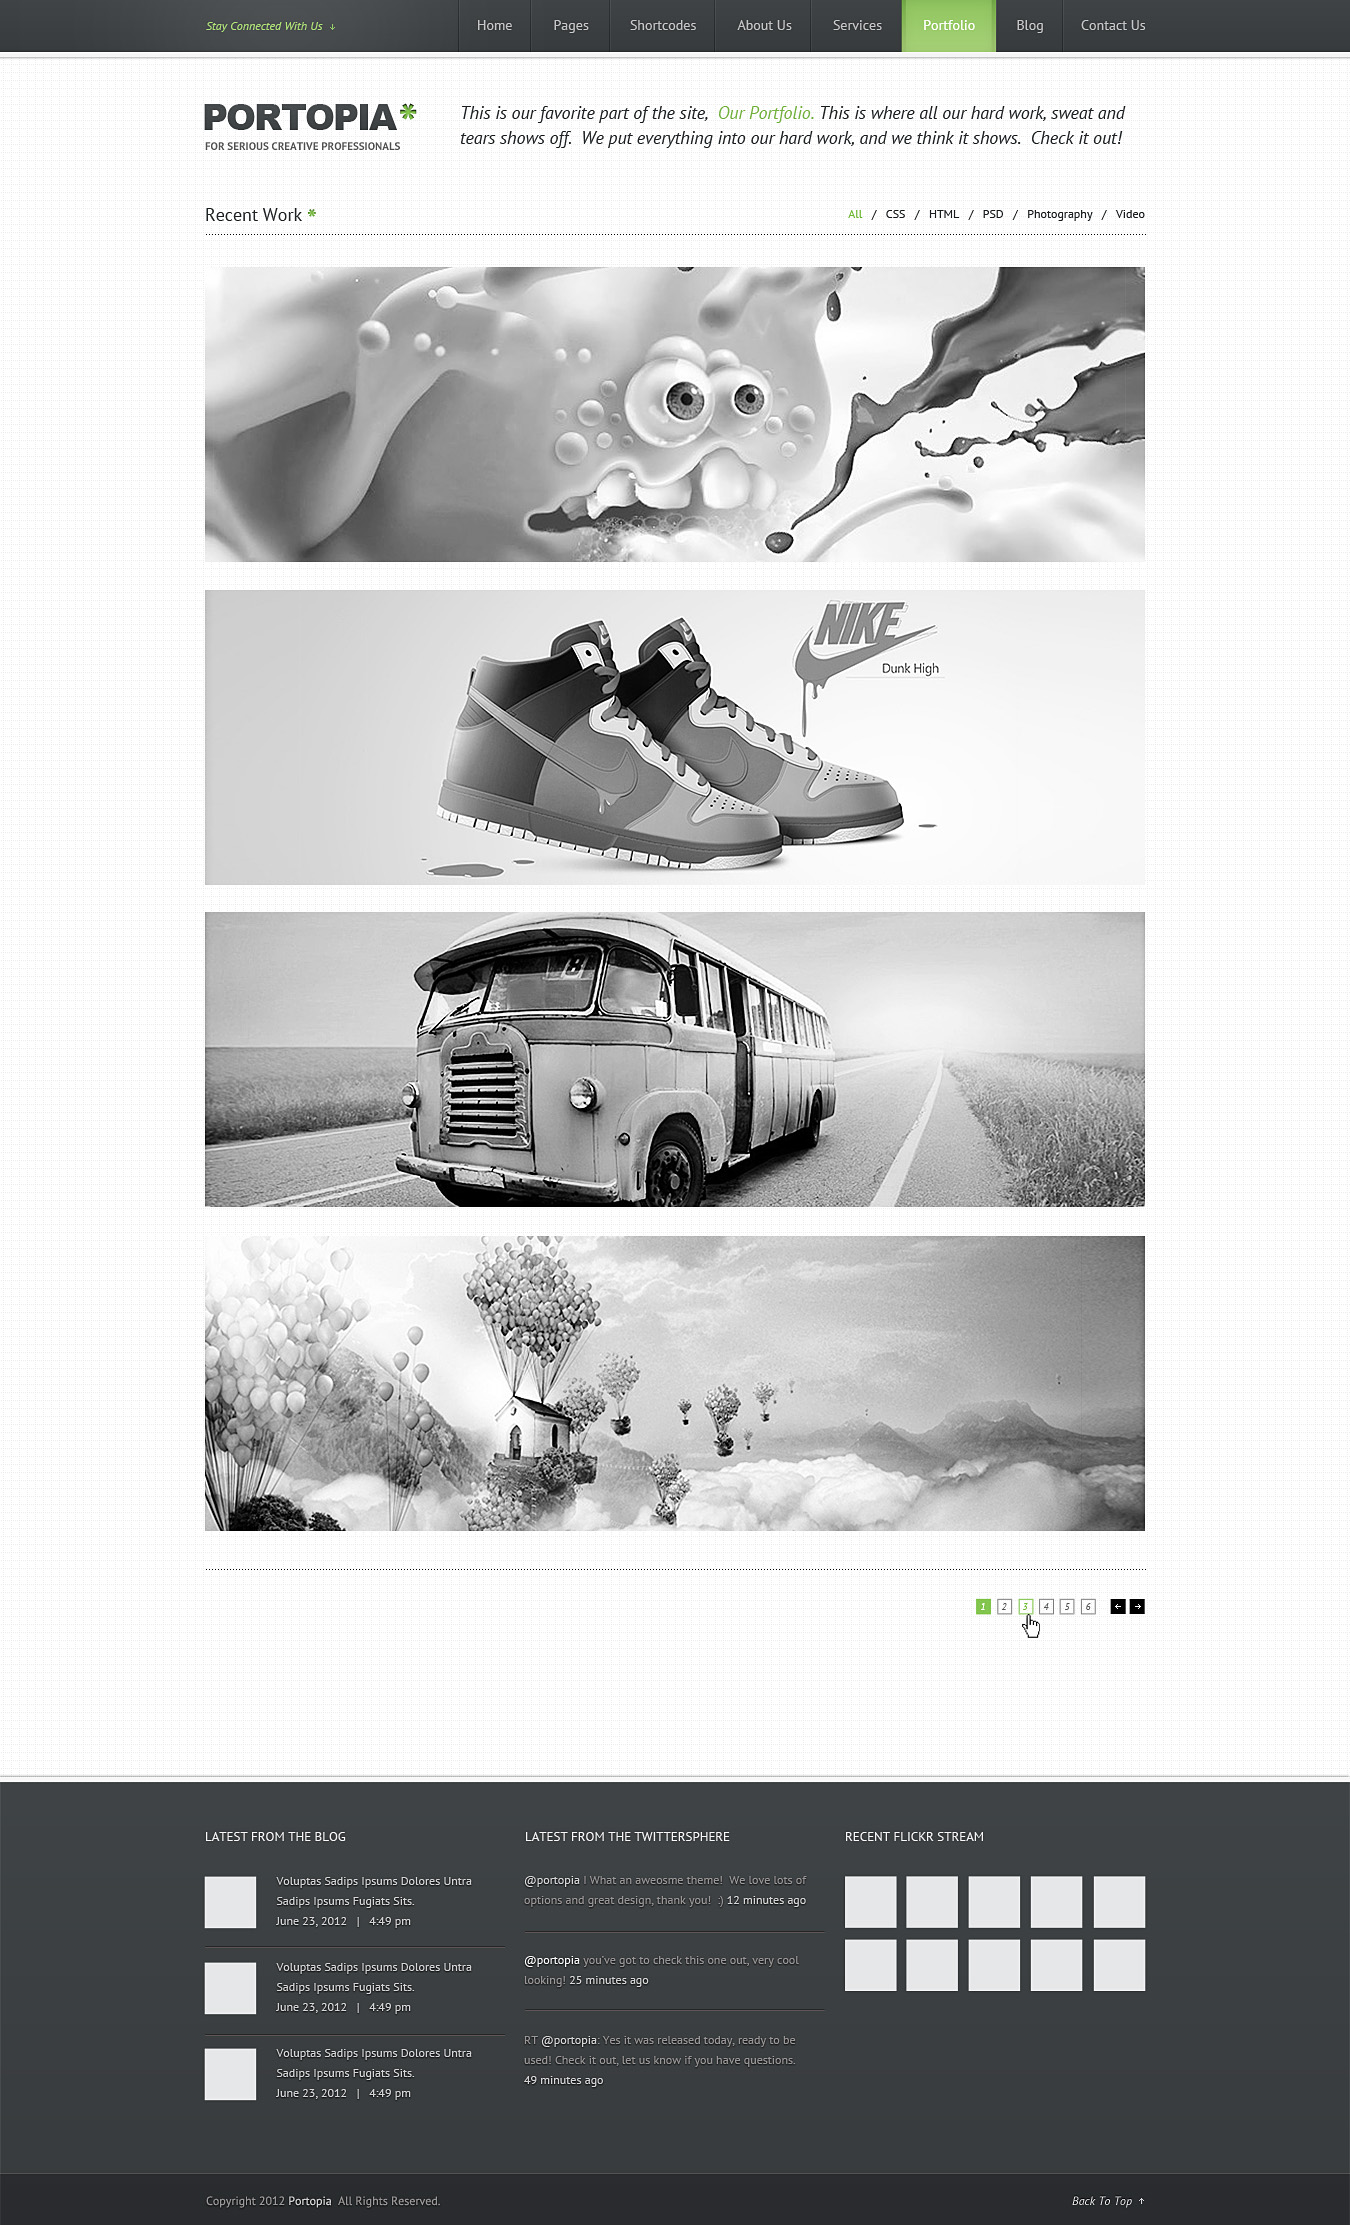 Stay Connected With Us ↓
Home Pages Shortcodes About Us Services Portfolio Blog Contact Us
PORTOPIA*
FOR SERIOUS CREATIVE PROFESSIONALS
This is our favorite part of the site, Our Portfolio. This is where all our hard work, sweat and
tears shows off. We put everything into our hard work, and we think it shows. Check it out!
Recent Work *
All / CSS / HTML / PSD / Photography / Video
NIKE
Dunk High
8
1 2 3 4 5 6 ← →
LATEST FROM THE BLOG
Voluptas Sadips Ipsums Dolores Untra
Sadips Ipsums Fugiats Sits.
June 23, 2012 | 4:49 pm
Voluptas Sadips Ipsums Dolores Untra
Sadips Ipsums Fugiats Sits.
June 23, 2012 | 4:49 pm
Voluptas Sadips Ipsums Dolores Untra
Sadips Ipsums Fugiats Sits.
June 23, 2012 | 4:49 pm
LATEST FROM THE TWITTERSPHERE
@portopia I What an aweosme theme! We love lots of
options and great design, thank you! :) 12 minutes ago
@portopia you've got to check this one out, very cool
looking! 25 minutes ago
RT @portopia: Yes it was released today, ready to be
used! Check it out, let us know if you have questions.
49 minutes ago
RECENT FLICKR STREAM
Copyright 2012 Portopia All Rights Reserved.
Back To Top ↑